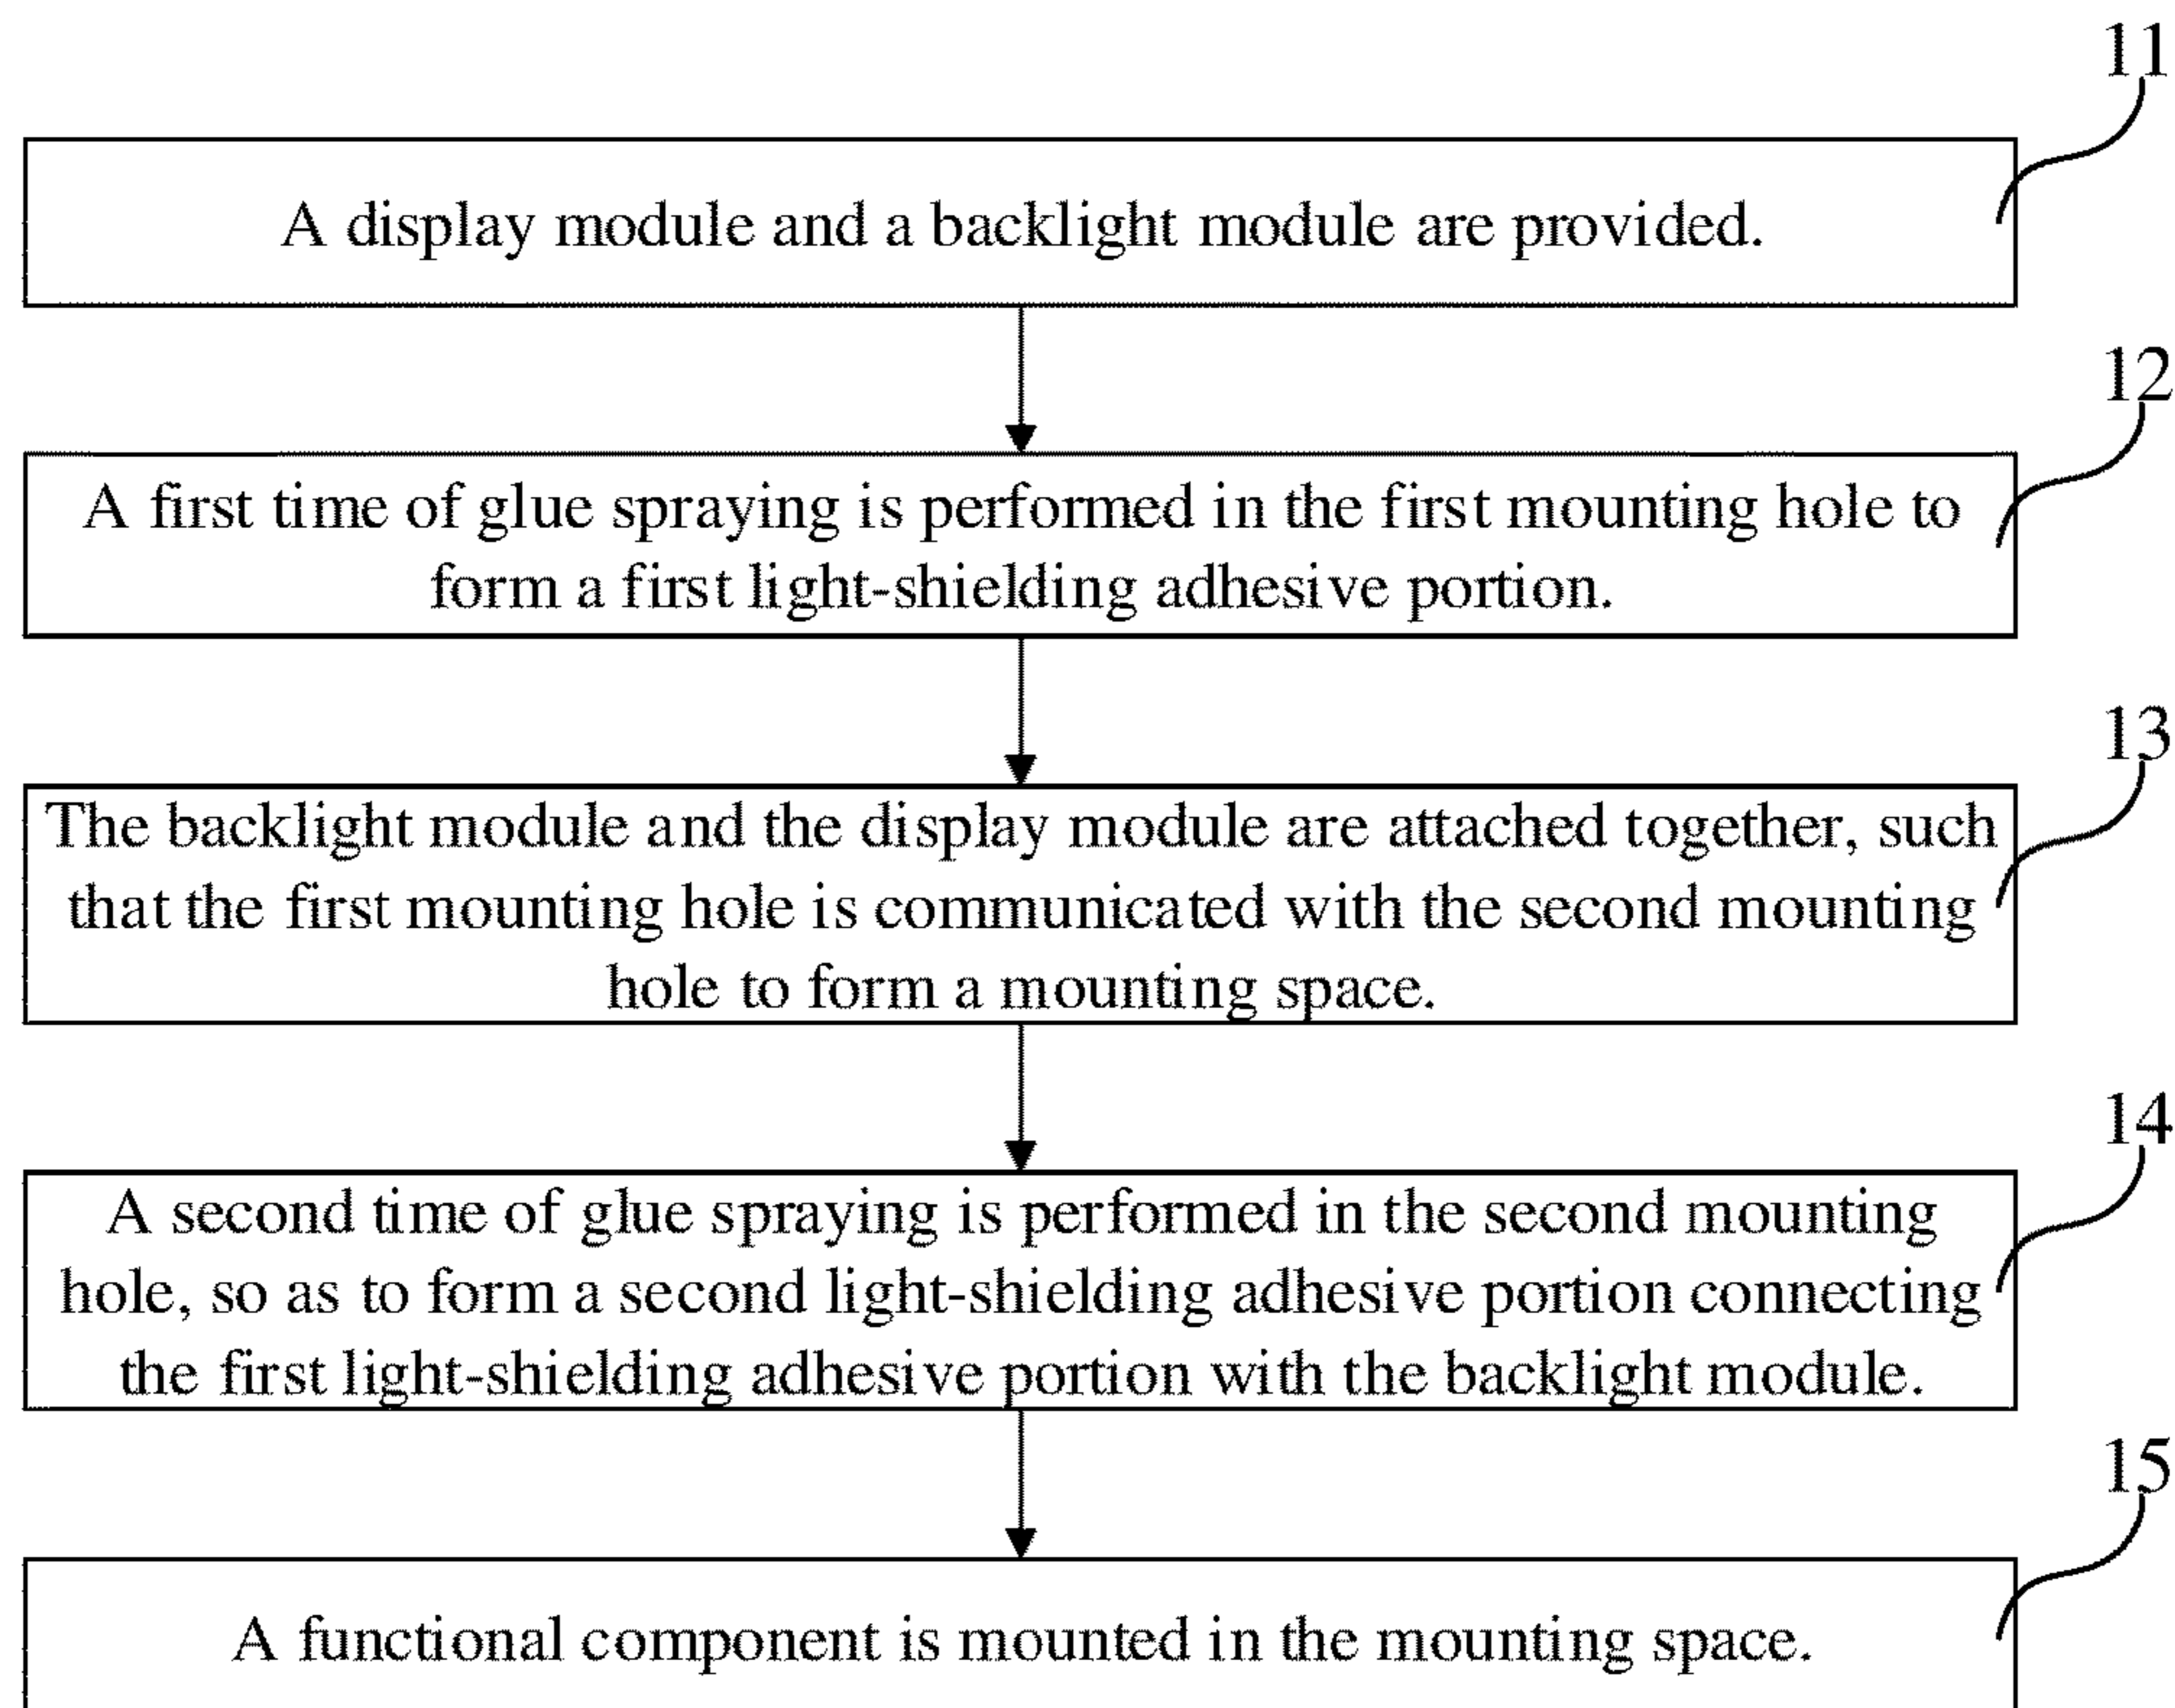 11
A display module and a backlight module are provided.
12
A first time of glue spraying is performed in the first mounting hole to
form a first light-shielding adhesive portion.
13
The backlight module and the display module are attached together, such
that the first mounting hole is communicated with the second mounting
hole to form a mounting space.
14
A second time of glue spraying is performed in the second mounting
hole, so as to form a second light-shielding adhesive portion connecting
the first light-shielding adhesive portion with the backlight module.
15
A functional component is mounted in the mounting space.